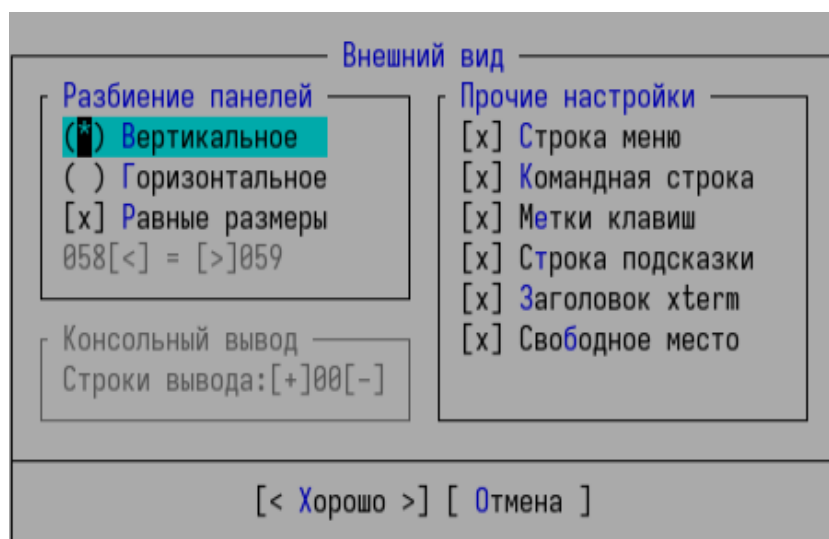 Внешний вид
Разбиение панелей
(*) Вертикальное
( ) Горизонтальное
[x] Равные размеры
058[<] = [>]059
Консольный вывод
Строки вывода:[+]00[-]
Прочие настройки
[x] Строка меню
[x] Командная строка
[x] Метки клавиш
[x] Строка подсказки
[x] Заголовок xterm
[x] Свободное место
[< Хорошо >] [ Отмена ]